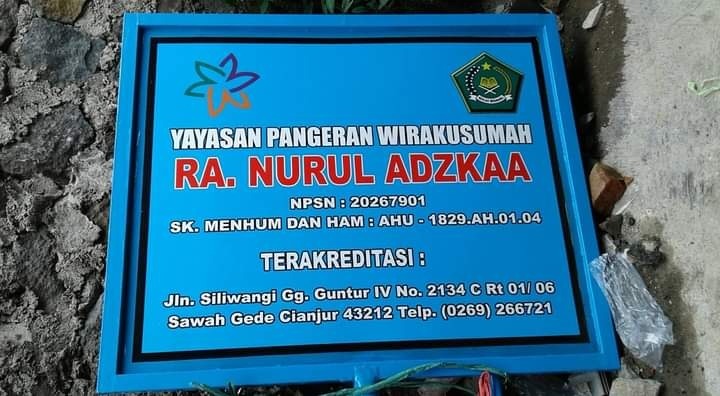 YAYASAN PANGERAN WIRAKUSUMAH
RA. NURUL ADZKAA
NPSN : 20267901
SK. MENHUM DAN HAM : AHU - 1829.AH.01.04
TERAKREDITASI :
Jln. Siliwangi Gg. Guntur IV No. 2134 C Rt 01/ 06
Sawah Gede Cianjur 43212 Telp. (0269) 266721